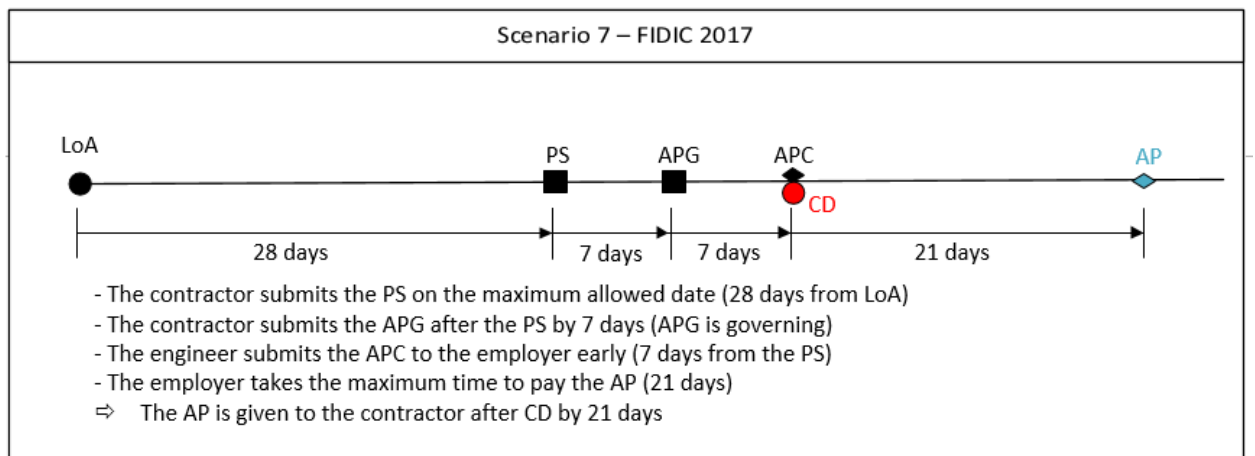 Scenario 7 – FIDIC 2017
LoA
PS
APG
APC
AP
CD
28 days
7 days
7 days
21 days
- The contractor submits the PS on the maximum allowed date (28 days from LoA)
- The contractor submits the APG after the PS by 7 days (APG is governing)
- The engineer submits the APC to the employer early (7 days from the PS)
- The employer takes the maximum time to pay the AP (21 days)
⇨ The AP is given to the contractor after CD by 21 days